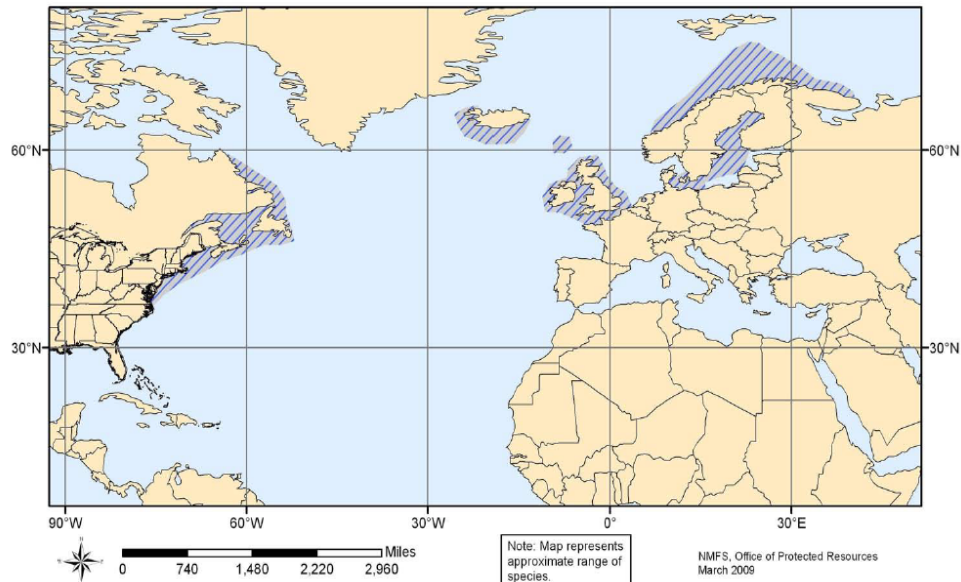 60°N
60°N
30°N
30°N
90°W
60°W
30°W
0°
30°E
Miles
0
740
1,480
2,220
2,960
Note: Map represents
approximate range of
species.
NMFS, Office of Protected Resources
March 2009